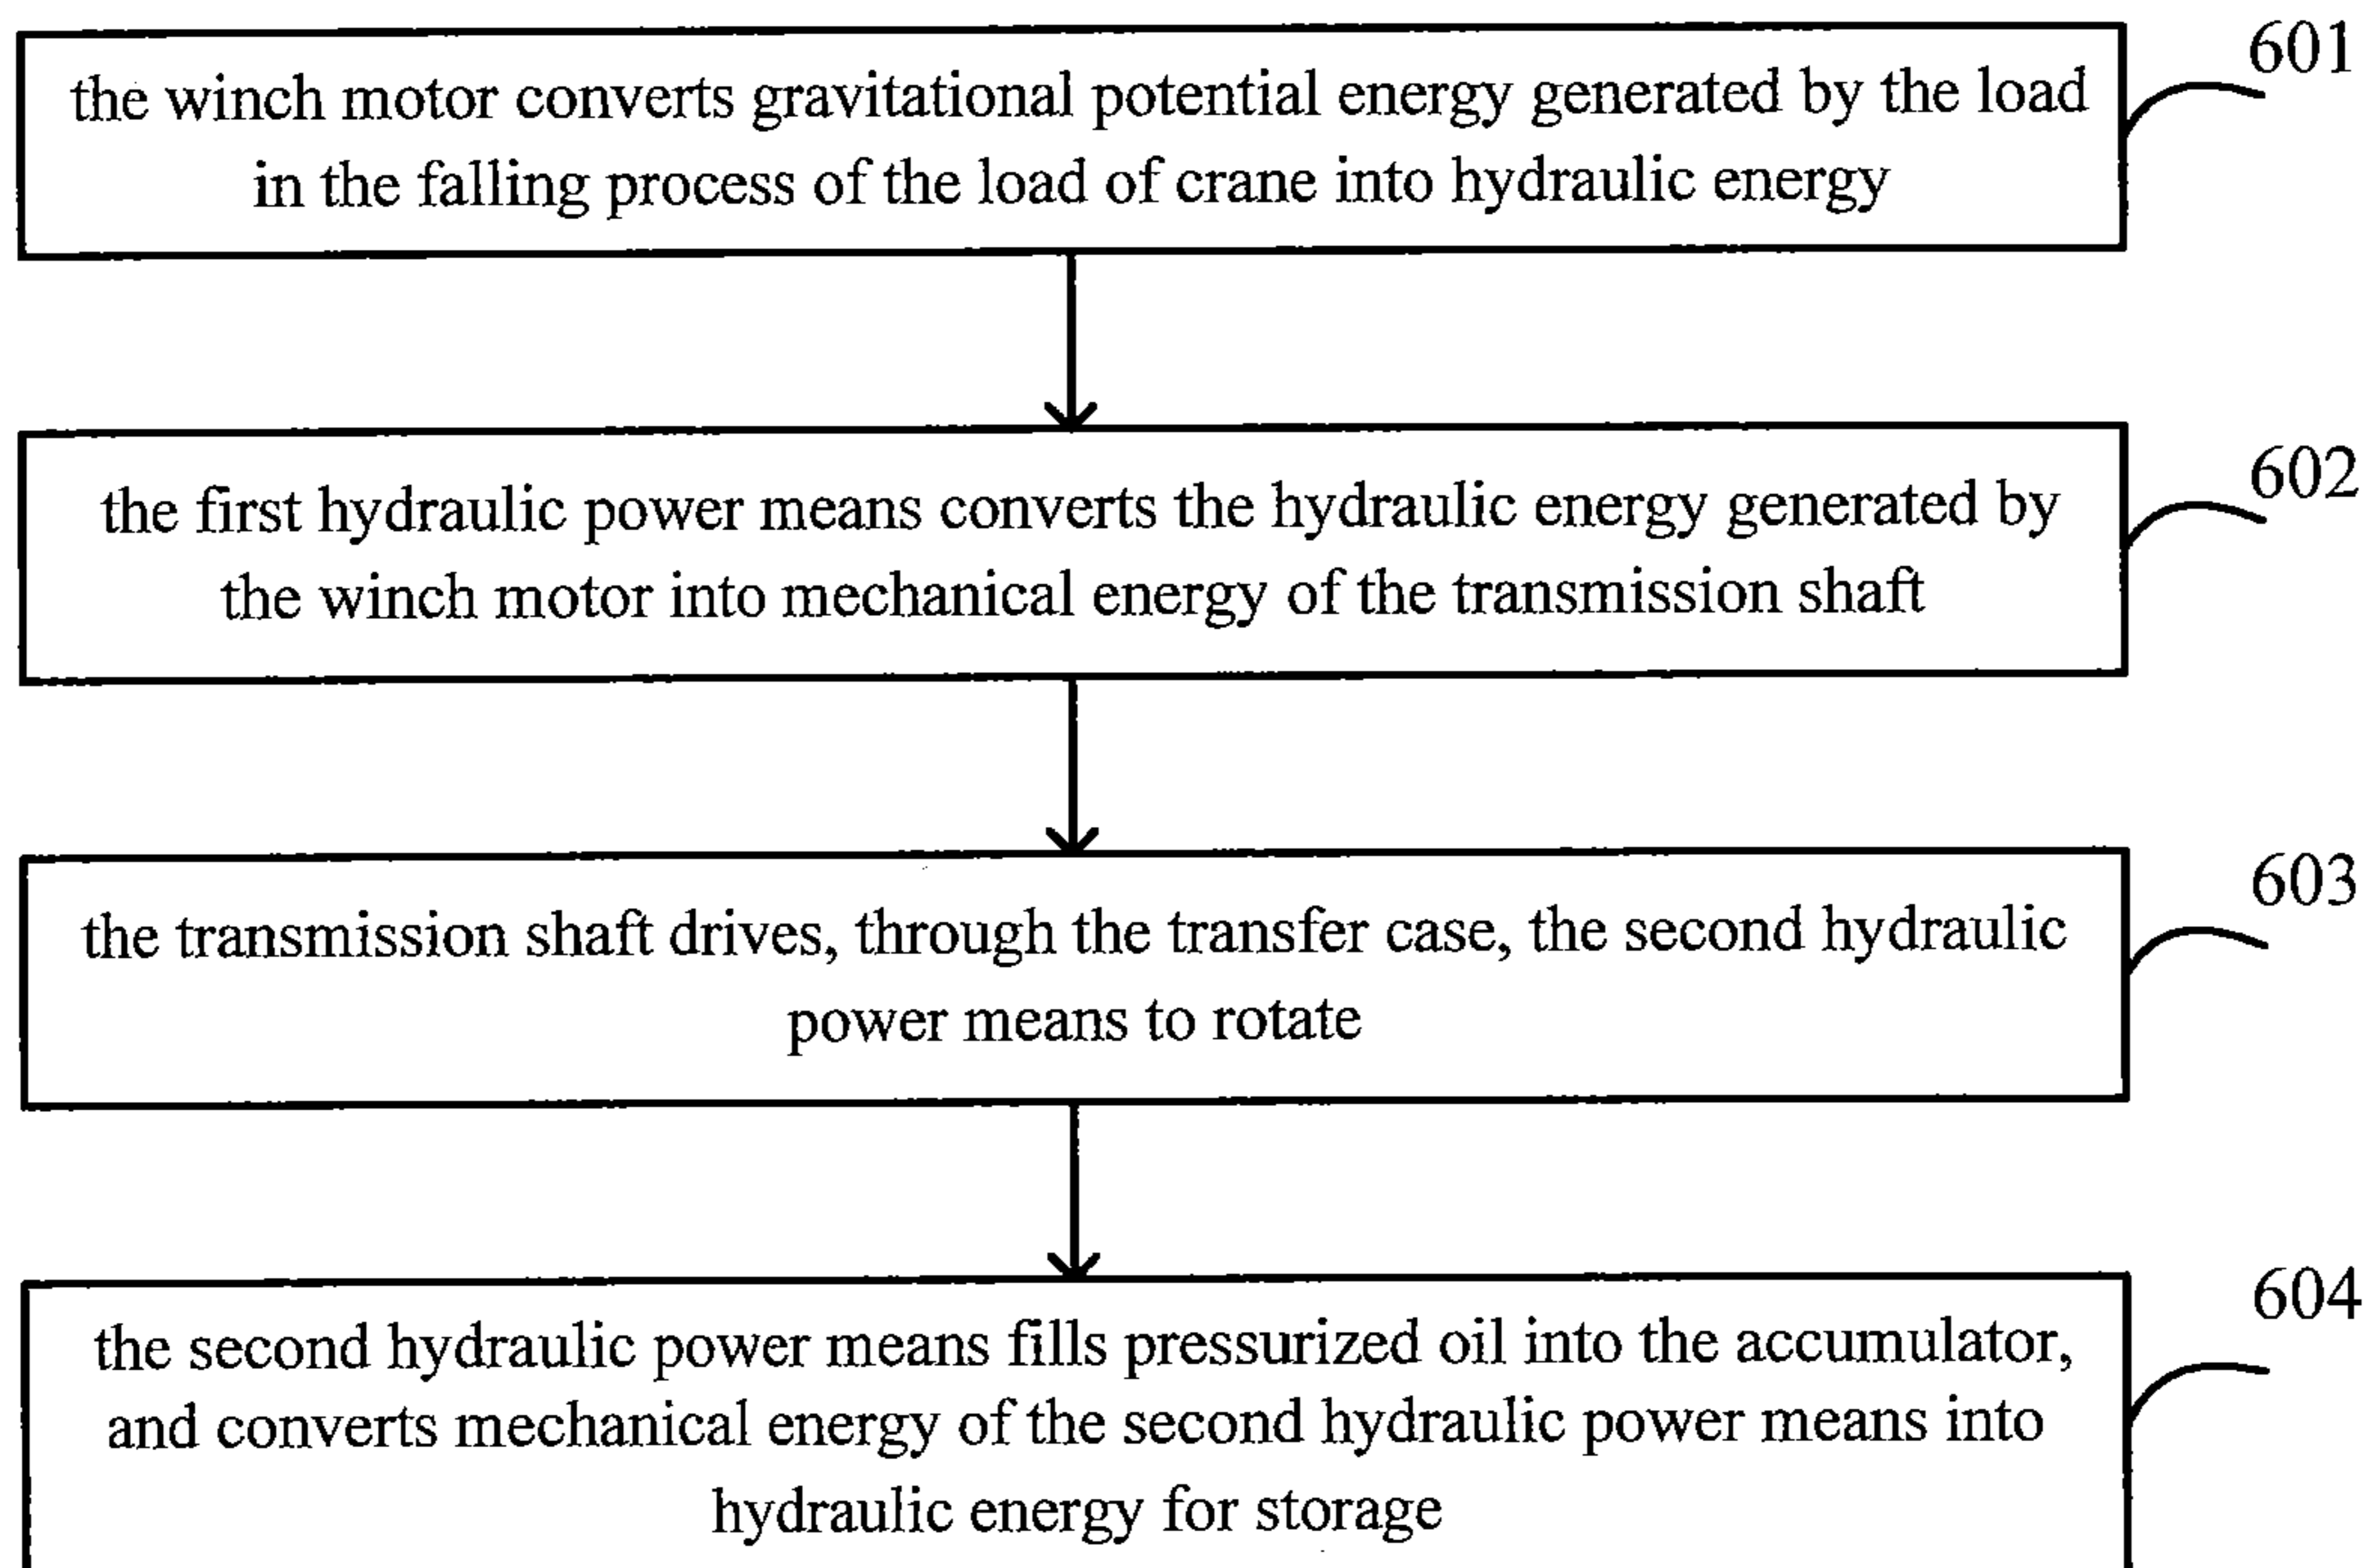 the winch motor converts gravitational potential energy generated by the load
in the falling process of the load of crane into hydraulic energy
601
the first hydraulic power means converts the hydraulic energy generated by
the winch motor into mechanical energy of the transmission shaft
602
the transmission shaft drives, through the transfer case, the second hydraulic
power means to rotate
603
the second hydraulic power means fills pressurized oil into the accumulator,
and converts mechanical energy of the second hydraulic power means into
hydraulic energy for storage
604